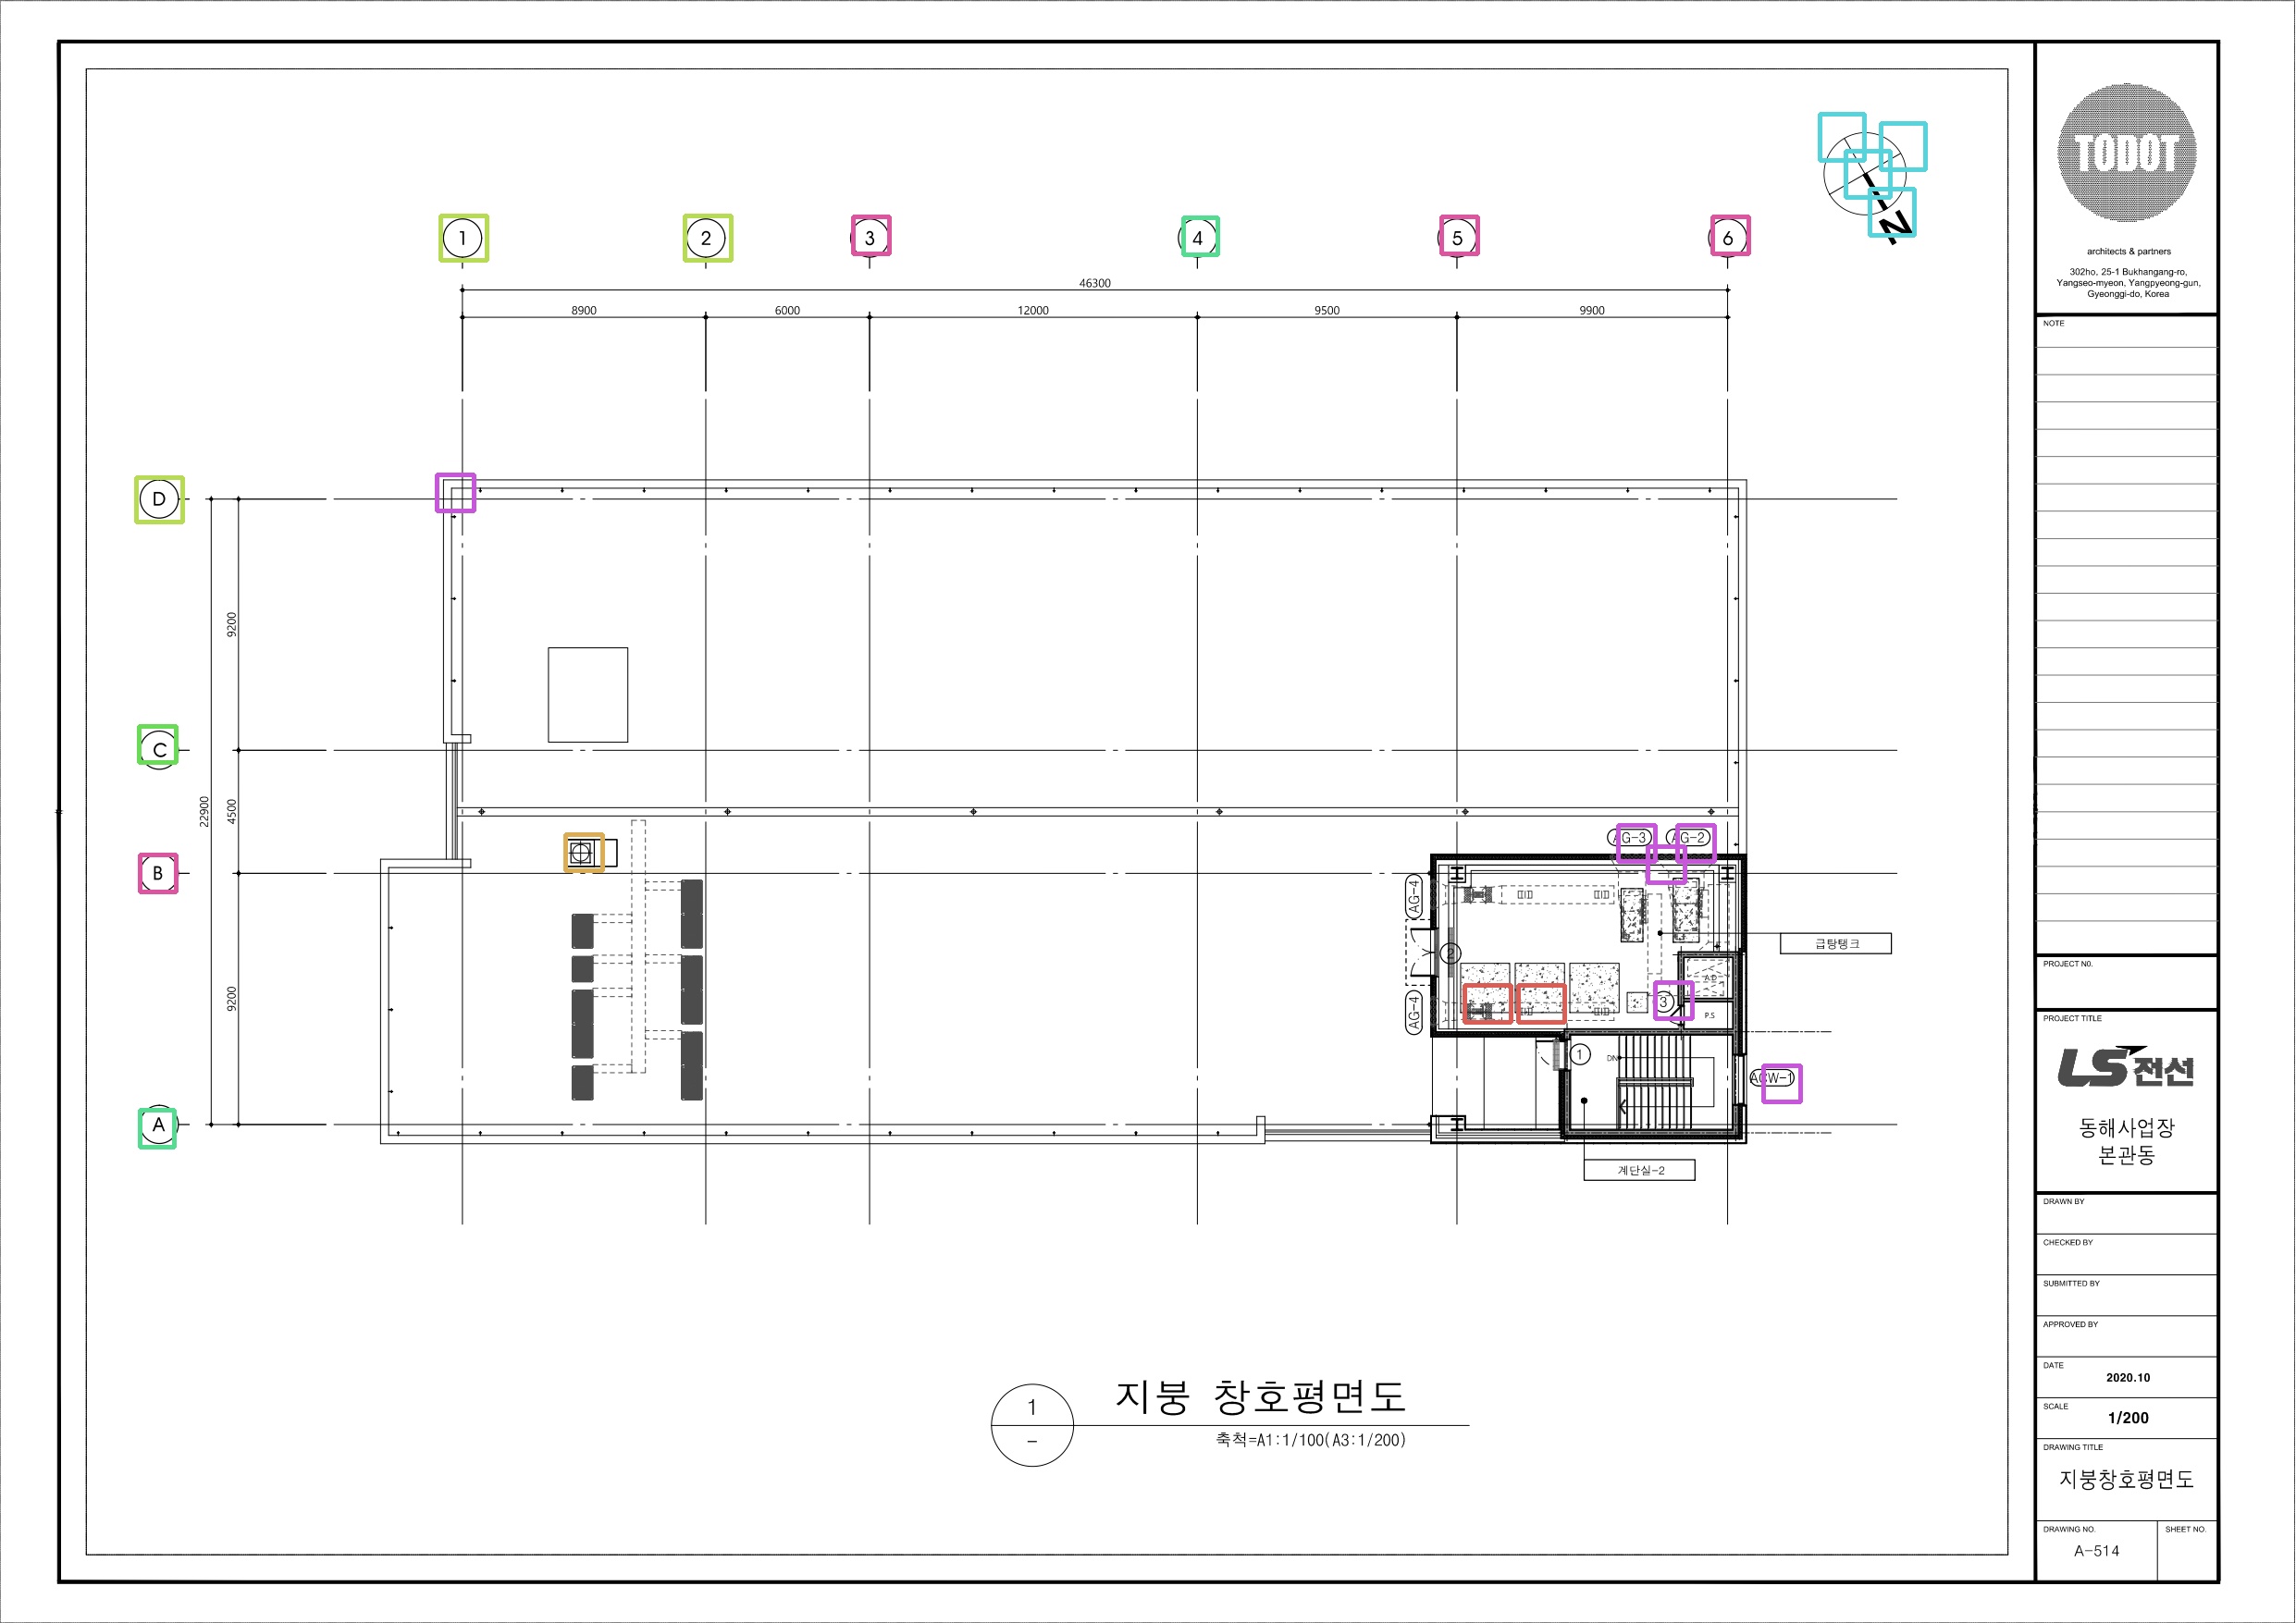 1
2
3
4
5
6
N
46300
8900
6000
12000
9500
9900
D
C
B
A
9200
4500
22900
9200
AG-3
AG-2
AG-4
AG-4
2
급탕탱크
A.D
3
P.S
1
DN
ACW-1
계단실-2
1
-
지붕 창호평면도
축척=A1:1/100(A3:1/200)
TODOT
architects & partners
302ho, 25-1 Bukhangang-ro,
Yangseo-myeon, Yangpyeong-gun,
Gyeonggi-do, Korea
NOTE
PROJECT NO.
PROJECT TITLE
LS전선
동해사업장
본관동
DRAWN BY
CHECKED BY
SUBMITTED BY
APPROVED BY
DATE
2020.10
SCALE
1/200
DRAWING TITLE
지붕창호평면도
DRAWING NO.
SHEET NO.
A-514